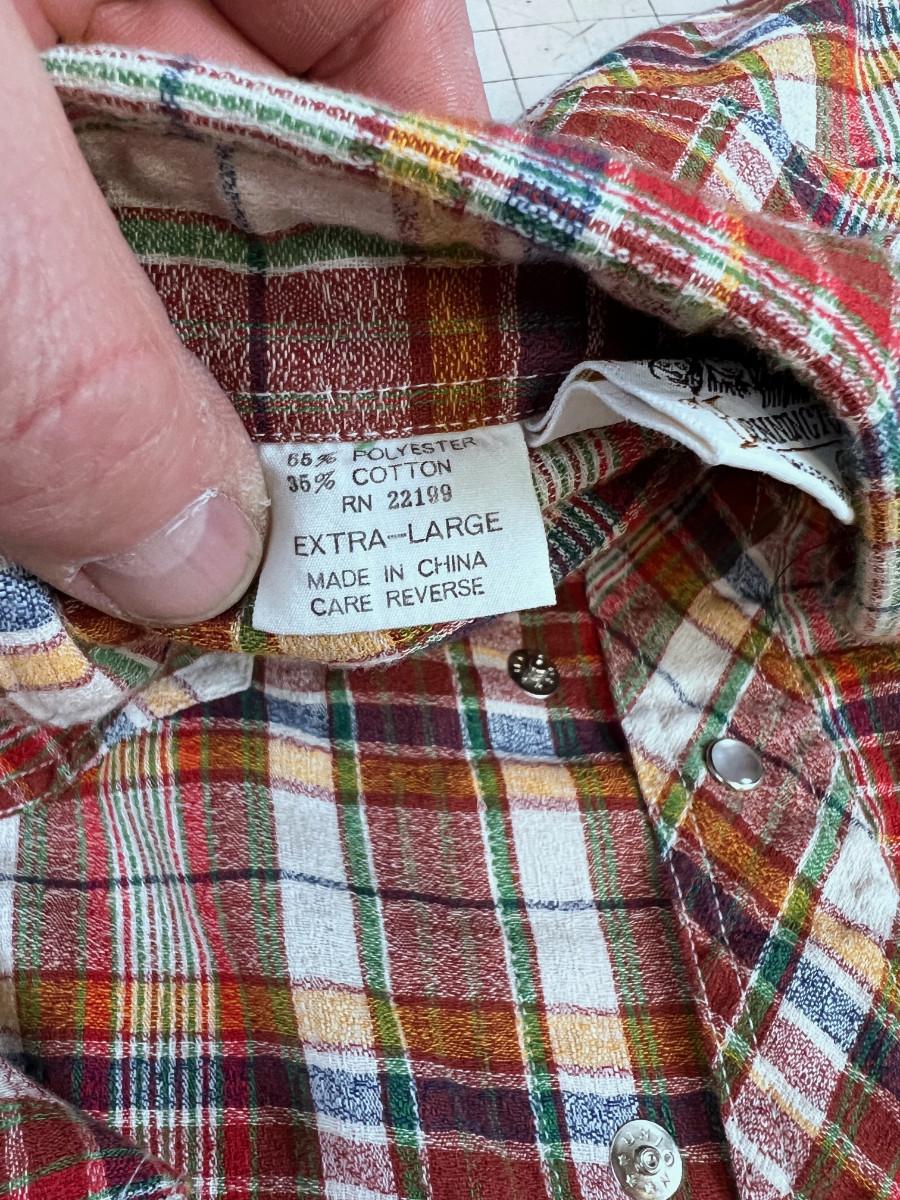 65% POLYESTER
35% COTTON
RN 22199
EXTRA-LARGE
MADE IN CHINA
CARE REVERSE